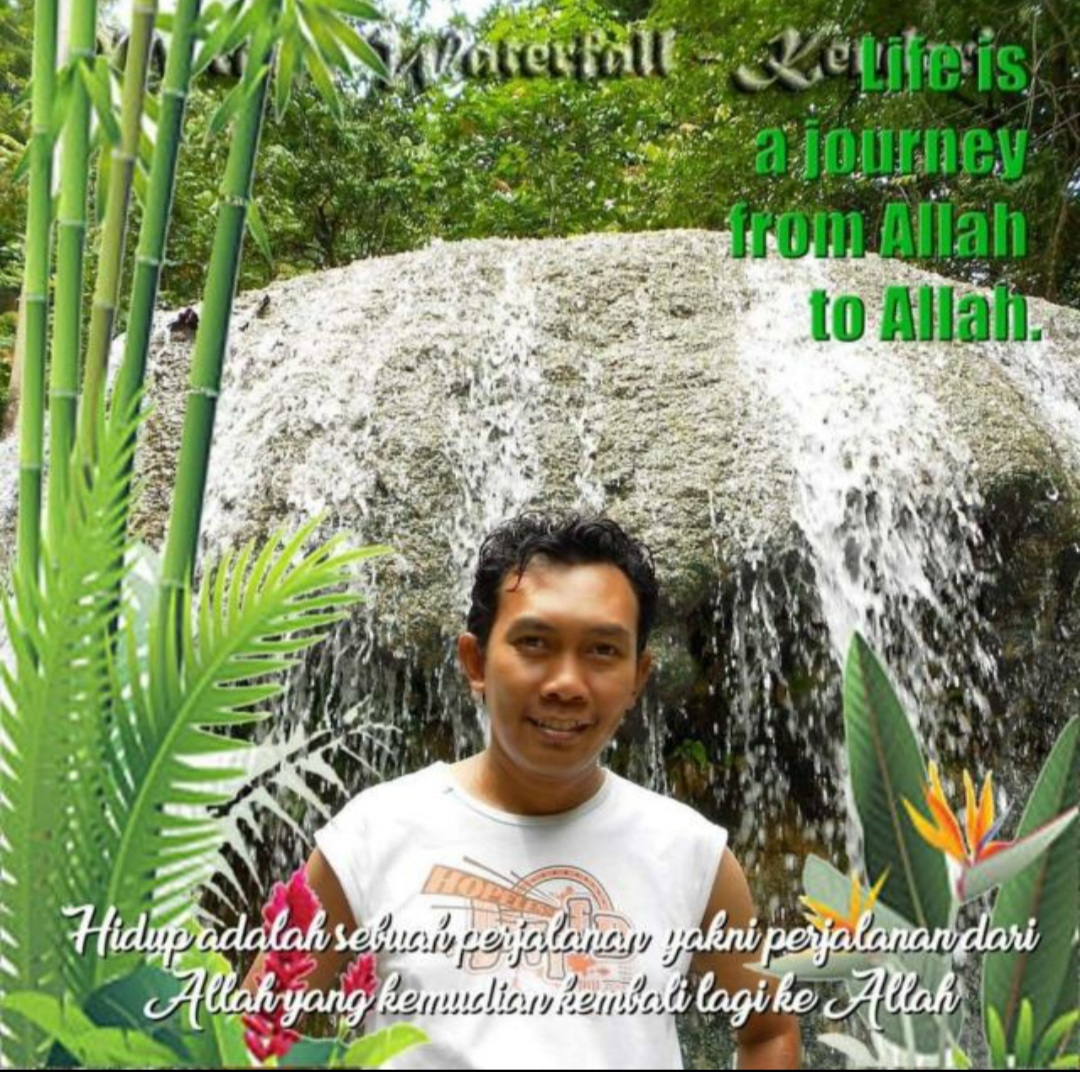 Waterfall -
Life is
a journey
from Allah
to Allah.
HOPELES
Hidup adalah sebuah perjalanan yakni perjalanan dari
Allah yang kemudian kembali lagi ke Allah